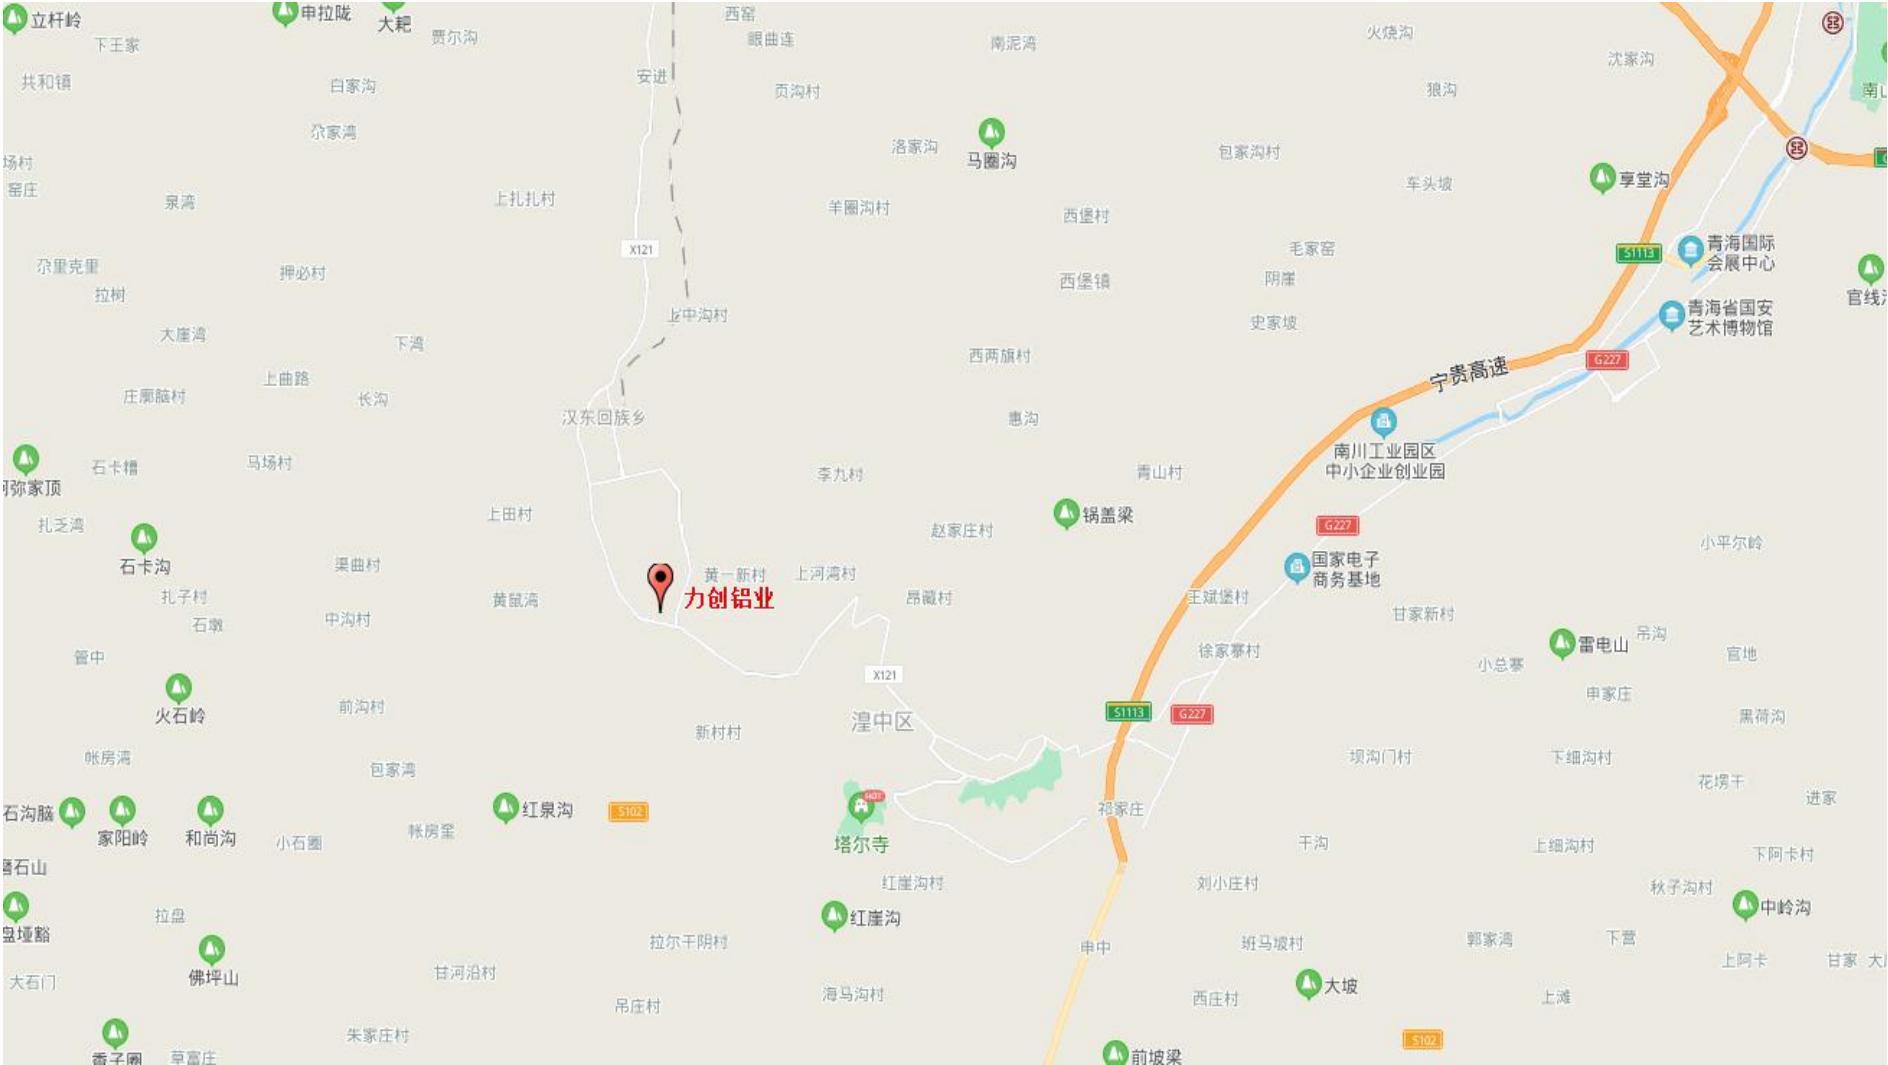 立杆岭
申拉陇
大耙
贾尔沟
西窑
眼曲连
南泥湾
火烧沟
沈家沟
下王家
共和镇
白家沟
安进
页沟村
狼沟
尕家湾
马圈沟
洛家沟
包家沟村
场村
窑庄
泉湾
上扎扎村
羊圈沟村
西堡村
车头坡
享堂沟
X121
毛家窑
S1113
青海国际
会展中心
尕里克里
押必村
拉树
西堡镇
阴崖
官线
上中沟村
史家坡
青海省国安
艺术博物馆
大崖湾
下湾
西两旗村
G227
宁贵高速
上曲路
庄廓脑村
长沟
汉东回族乡
惠沟
南川工业园区
中小企业创业园
石卡槽
马场村
李九村
青山村
弥家顶
扎乏湾
上田村
赵家庄村
锅盖梁
G227
小平尔岭
石卡沟
渠曲村
黄一新村
上河湾村
国家电子
商务基地
扎子村
黄鼠湾
力创铝业
昂藏村
王斌堡村
甘家新村
石墩
中沟村
徐家寨村
雷电山
吊沟
管中
小总寨
官地
X121
火石岭
前沟村
申家庄
湟中区
S1113
G227
黑荷沟
新村村
帐房湾
包家湾
坝沟门村
下细沟村
花塄干
进家
石沟脑
家阳岭
和尚沟
红泉沟
S102
HOT
塔尔寺
祁家庄
小石圈
干沟
上细沟村
下阿卡村
石山
红崖沟村
刘小庄村
秋子沟村
中岭沟
盘垭豁
拉盘
红崖沟
佛坪山
拉尔干阴村
申中
班马坡村
郭家湾
下营
上阿卡
甘家
大石门
甘河沿村
海马沟村
大坡
西庄村
上滩
吊庄村
朱家庄村
S102
香子圈
草富庄
前坡梁